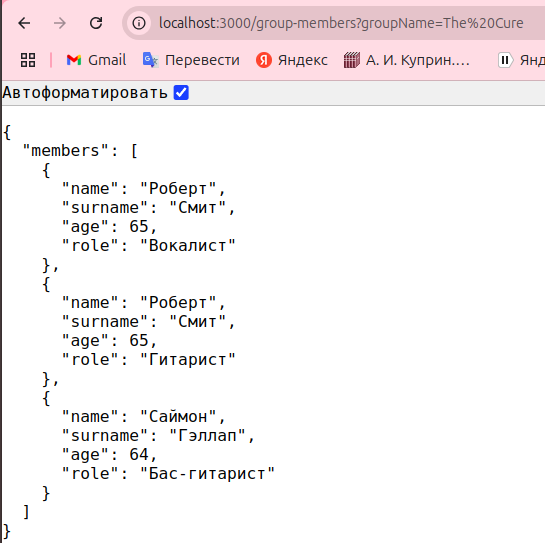 localhost:3000/group-members?groupName=The%20Cure
Gmail Перевести Яндекс А. И. Куприн.… Янд
Автоформатировать
{
  "members": [
    {
      "name": "Роберт",
      "surname": "Смит",
      "age": 65,
      "role": "Вокалист"
    },
    {
      "name": "Роберт",
      "surname": "Смит",
      "age": 65,
      "role": "Гитарист"
    },
    {
      "name": "Саймон",
      "surname": "Гэллап",
      "age": 64,
      "role": "Бас-гитарист"
    }
  ]
}